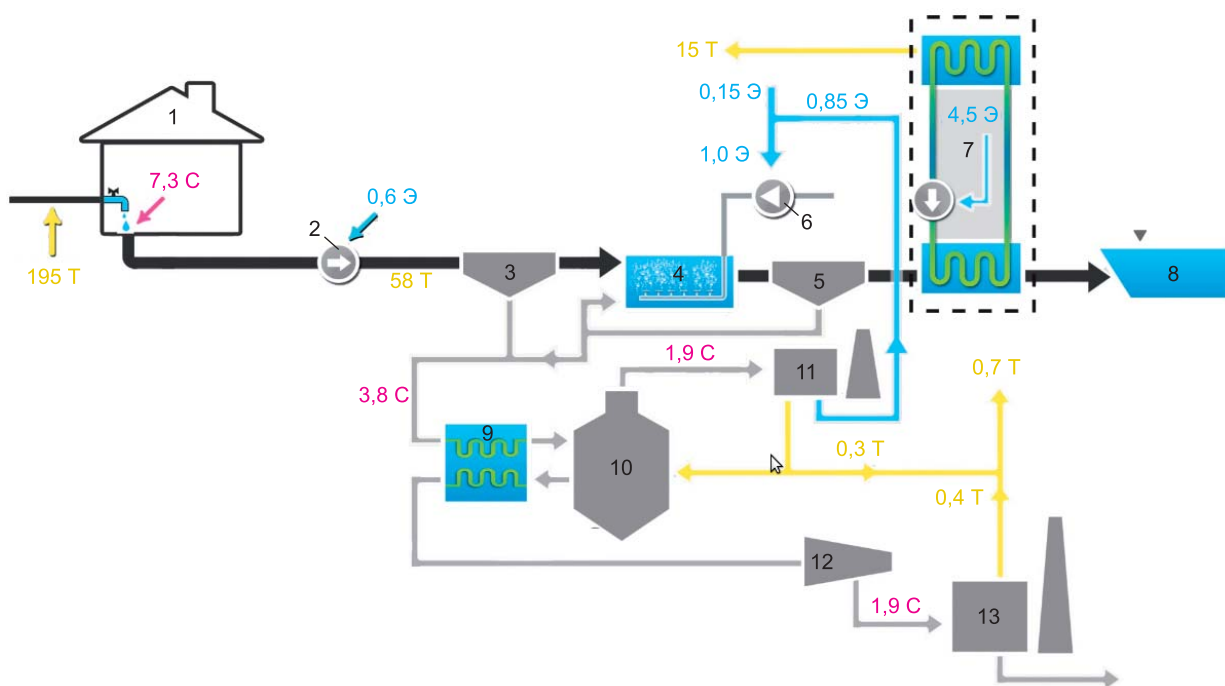 15 Т
0,15 Э
0,85 Э
4,5 Э
1
7
7,3 С
1,0 Э
0,6 Э
6
2
195 Т
58 Т
3
4
5
8
1,9 С
11
0,7 Т
3,8 С
9
10
0,3 Т
0,4 Т
12
1,9 С
13